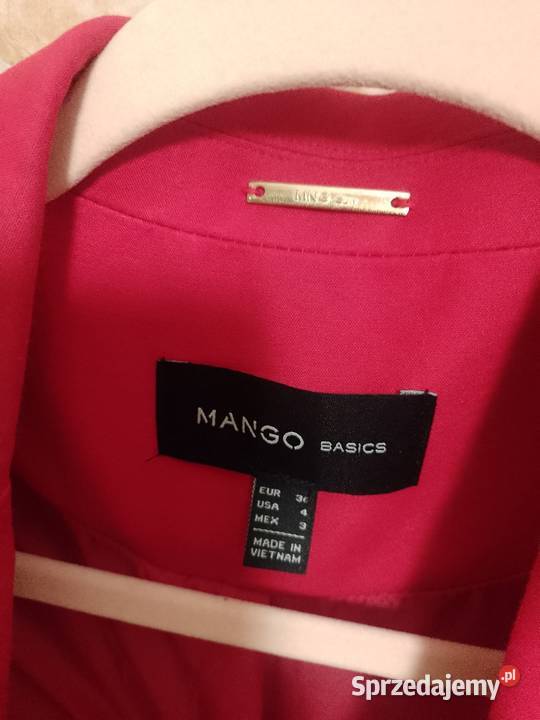 MANGO BASICS
EUR 36
USA 4
MEX 3
MADE IN
VIETNAM
Sprzedajemy.pl